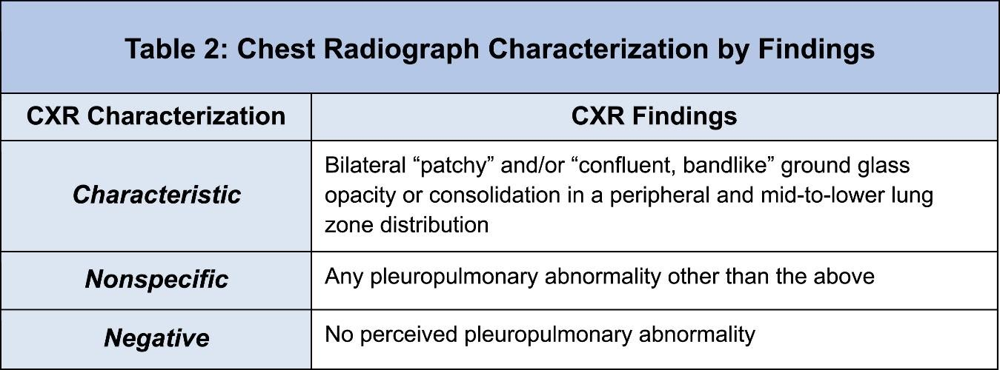 Table 2: Chest Radiograph Characterization by Findings
CXR Characterization
CXR Findings
Characteristic
Bilateral “patchy” and/or “confluent, bandlike” ground glass
opacity or consolidation in a peripheral and mid-to-lower lung
zone distribution
Nonspecific
Any pleuropulmonary abnormality other than the above
Negative
No perceived pleuropulmonary abnormality